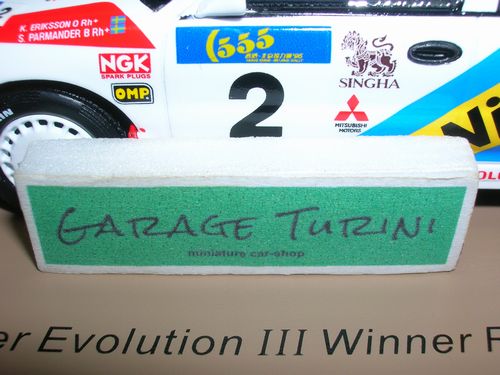 K. ERIKSSON O Rh+
S. PARMANDER B Rh+
NGK
SPARK PLUGS
OMP
555
2
SINGHA
MITSUBISHI
MOTORS
GARAGE TURINI
miniature car-shop
Evolution III Winner